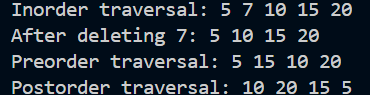 Inorder traversal: 5 7 10 15 20
After deleting 7: 5 10 15 20
Preorder traversal: 5 15 10 20
Postorder traversal: 10 20 15 5